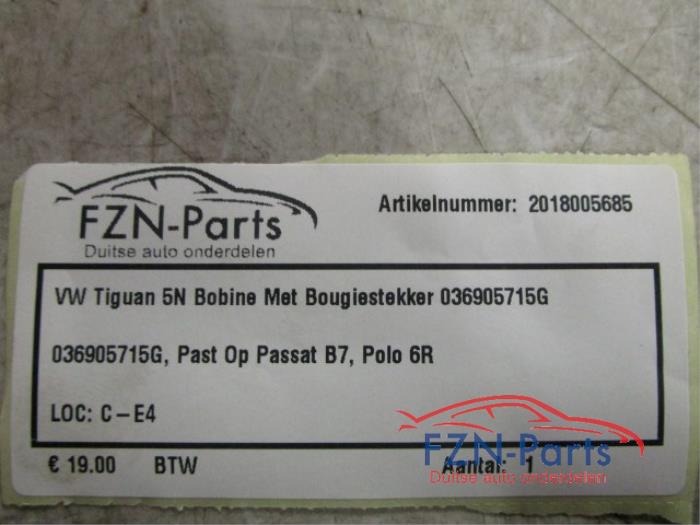 FZN-Parts
Duitse auto onderdelen
Artikelnummer: 2018005685
VW Tiguan 5N Bobine Met Bougiestekker 036905715G
036905715G, Past Op Passat B7, Polo 6R
LOC: C-E4
€ 19.00 BTW Aantal: 1
FZN-Parts
Duitse auto onderdelen